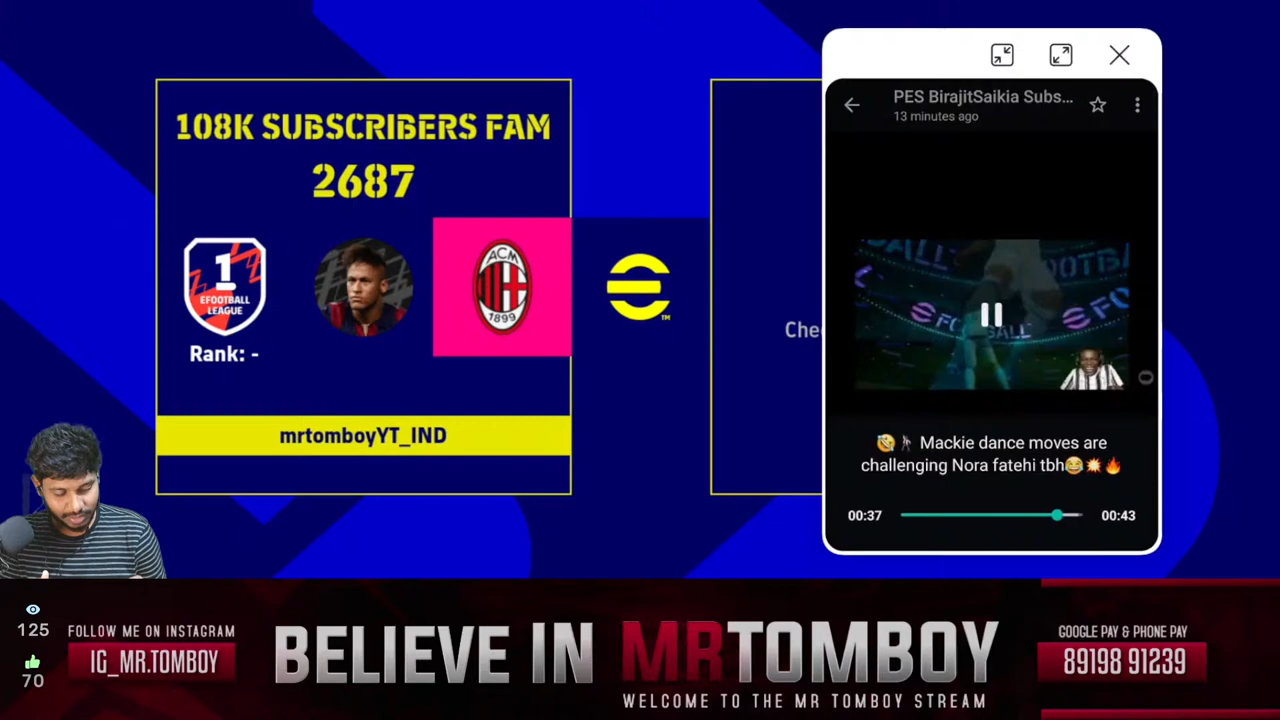 108K SUBSCRIBERS FAM
2687
1
EFOOTBALL
LEAGUE
Rank: -
ACM
1899
TM
mrtomboyYT_IND
Che
PES BirajitSaikia Subs...
13 minutes ago
🤣🕺 Mackie dance moves are
challenging Nora fatehi tbh😂💥🔥
00:37
00:43
125
70
FOLLOW ME ON INSTAGRAM
IG_MR.TOMBOY
BELIEVE IN MRTOMBOY
WELCOME TO THE MR TOMBOY STREAM
GOOGLE PAY & PHONE PAY
89198 91239